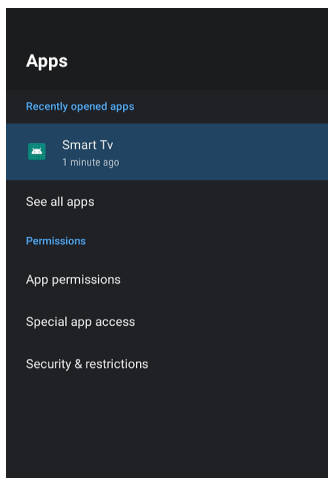 Apps
Recently opened apps
Smart Tv
1 minute ago
See all apps
Permissions
App permissions
Special app access
Security & restrictions